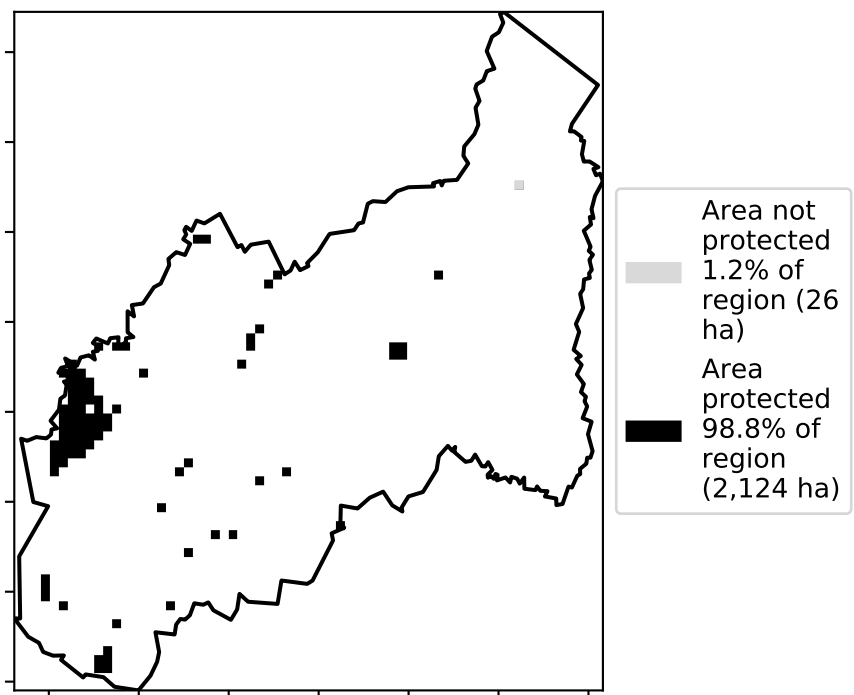 Area not
protected
1.2% of
region (26
ha)
Area
protected
98.8% of
region
(2,124 ha)